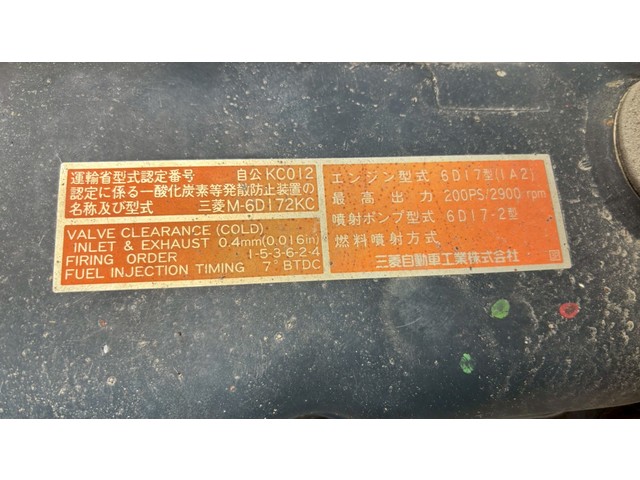 運輸省型式認定番号 自公KC012
認定に係る一酸化炭素等発散防止装置の
名称及び型式 三菱M-6D172KC
VALVE CLEARANCE (COLD)
INLET & EXHAUST 0.4mm(0.016in)
FIRING ORDER 1-5-3-6-2-4
FUEL INJECTION TIMING 7° BTDC
エンジン型式 6D17型(1A2)
最高出力 200PS/2900rpm
噴射ポンプ型式 6D17-2型
燃料噴射方式
三菱自動車工業株式会社